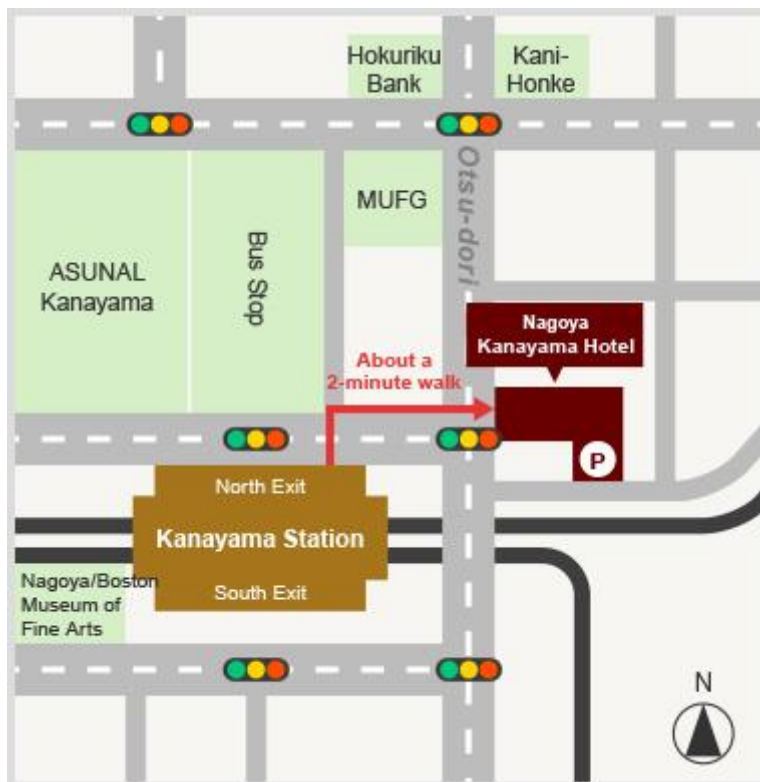 Hokuriku
Bank
Kani-
Honke
Otsu-dori
MUFG
ASUNAL
Kanayama
Bus Stop
Nagoya
Kanayama Hotel
About a
2-minute walk
P
North Exit
Kanayama Station
South Exit
Nagoya/Boston
Museum of
Fine Arts
N